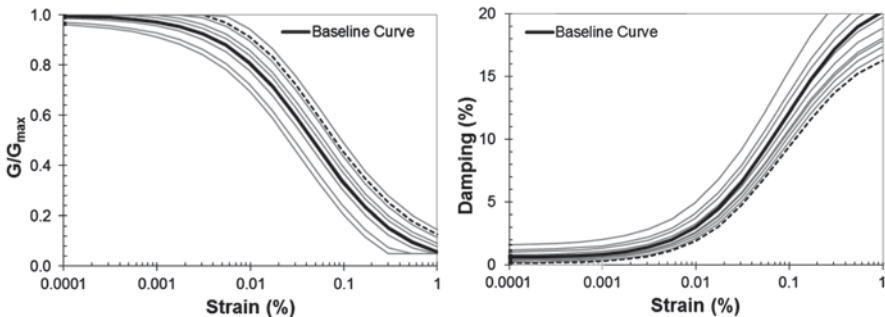 1.0
0.8
0.6
0.4
0.2
0.0
G/Gmax
Baseline Curve
0.0001 0.001 0.01 0.1 1
Strain (%)
20
15
10
5
0
Damping (%)
Baseline Curve
0.0001 0.001 0.01 0.1 1
Strain (%)